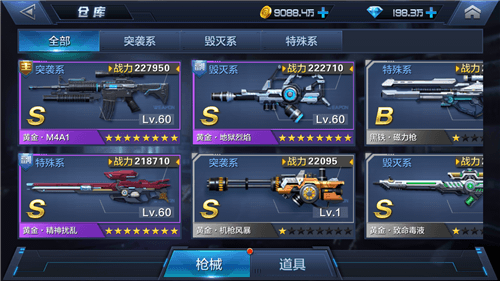 仓库
9088.4万
198.3万
全部 突袭系 毁灭系 特殊系
主 突袭系 战力 227950
S
Lv.60
黄金·M4A1
毁灭系 战力 222710
S
Lv.60
黄金·地狱烈焰
特殊系 战力
B
黑铁·磁力枪
特殊系 战力 218710
S
Lv.60
黄金·精神扰乱
突袭系 战力 22095
S
Lv.1
黄金·机枪风暴
毁灭系 战力
S
黄金·致命毒液
枪械 道具